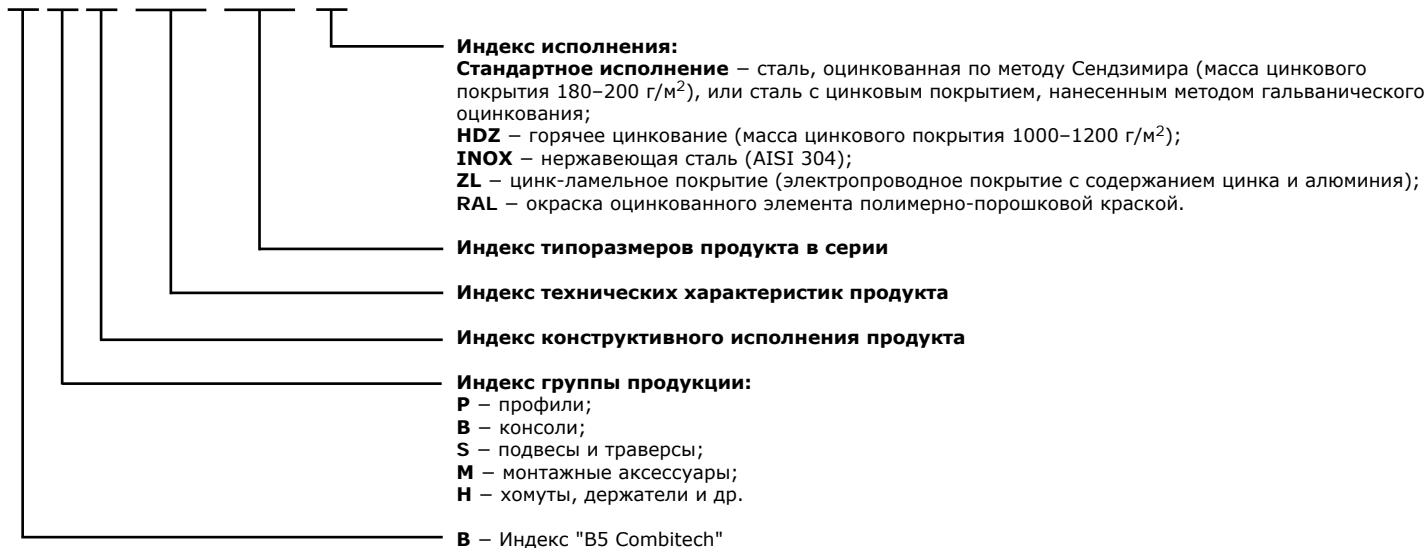 Индекс исполнения:
Стандартное исполнение − сталь, оцинкованная по методу Сендзимира (масса цинкового
покрытия 180–200 г/м2), или сталь с цинковым покрытием, нанесенным методом гальванического
оцинкования;
HDZ − горячее цинкование (масса цинкового покрытия 1000–1200 г/м2);
INOX − нержавеющая сталь (AISI 304);
ZL − цинк-ламельное покрытие (электропроводное покрытие с содержанием цинка и алюминия);
RAL − окраска оцинкованного элемента полимерно-порошковой краской.
Индекс типоразмеров продукта в серии
Индекс технических характеристик продукта
Индекс конструктивного исполнения продукта
Индекс группы продукции:
P − профили;
B − консоли;
S − подвесы и траверсы;
M − монтажные аксессуары;
H − хомуты, держатели и др.
B − Индекс "B5 Combitech"